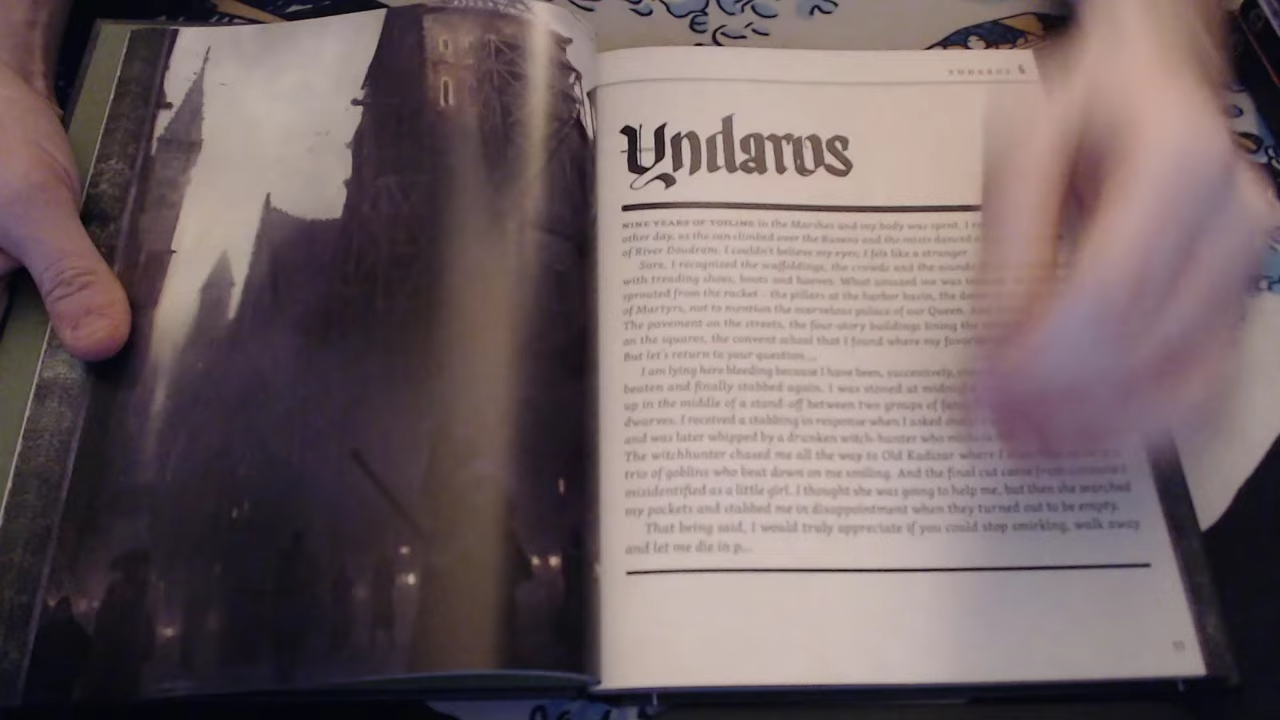 YNDAROS 6
Yndaros
NINE YEARS OF TOILING in the Marshes and my body was spent. I
other day, as the sun climbed over the Ravens and the mists danced
of River Doudram. I couldn't believe my eyes; I felt like a stranger
Sure, I recognized the scaffoldings, the crowds and the
with treading shoes, boots and hooves. What amazed me was
sprouted from the racket – the pillars at the harbor basin, the
of Martyrs, not to mention the marvelous palace of our Queen.
The pavement on the streets, the four-story buildings lining the
on the squares, the convent school that I found where my
But let's return to your question…
I am lying here bleeding because I have been, successively,
beaten and finally stabbed again. I was stoned at
up in the middle of a stand-off between two groups of
dwarves. I received a stabbing in response when I asked
and was later whipped by a drunken witch-hunter who
The witchhunter chased me all the way to Old Kadizar where I
trio of goblins who beat down on me smiling. And the final cut came from someone I
misidentified as a little girl. I thought she was going to help me, but then she searched
my pockets and stabbed me in disappointment when they turned out to be empty.
That being said, I would truly appreciate if you could stop smirking, walk away
and let me die in p…